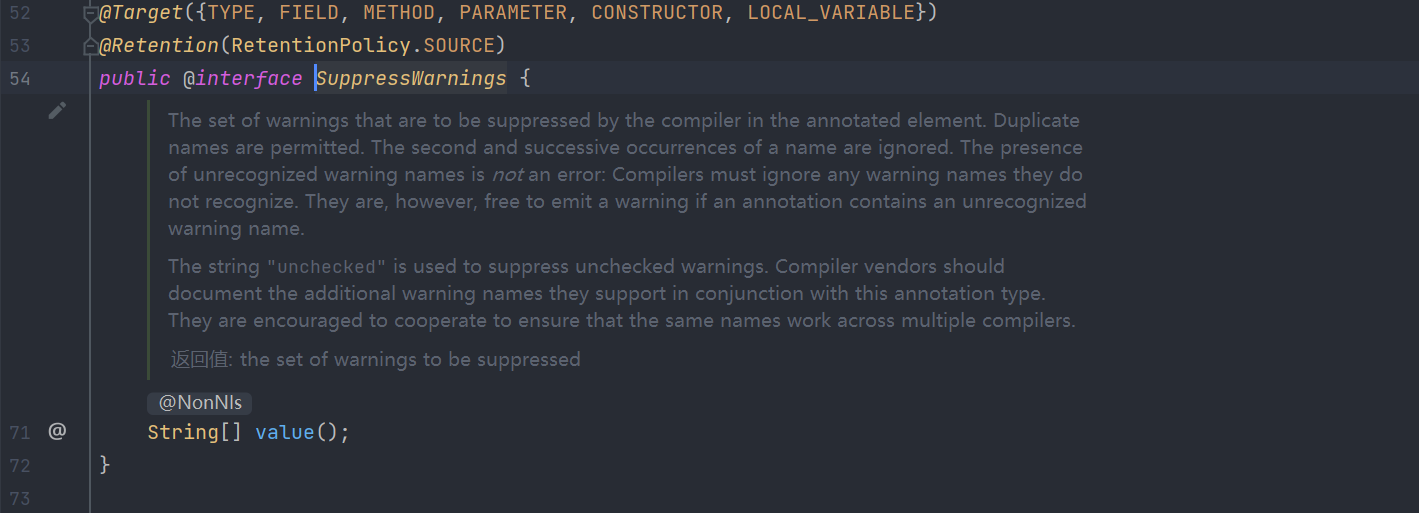 52 @Target({TYPE, FIELD, METHOD, PARAMETER, CONSTRUCTOR, LOCAL_VARIABLE})
53 @Retention(RetentionPolicy.SOURCE)
54 public @interface SuppressWarnings {
The set of warnings that are to be suppressed by the compiler in the annotated element. Duplicate
names are permitted. The second and successive occurrences of a name are ignored. The presence
of unrecognized warning names is not an error: Compilers must ignore any warning names they do
not recognize. They are, however, free to emit a warning if an annotation contains an unrecognized
warning name.
The string "unchecked" is used to suppress unchecked warnings. Compiler vendors should
document the additional warning names they support in conjunction with this annotation type.
They are encouraged to cooperate to ensure that the same names work across multiple compilers.
返回值: the set of warnings to be suppressed
@NonNls
71 @ String[] value();
72 }
73